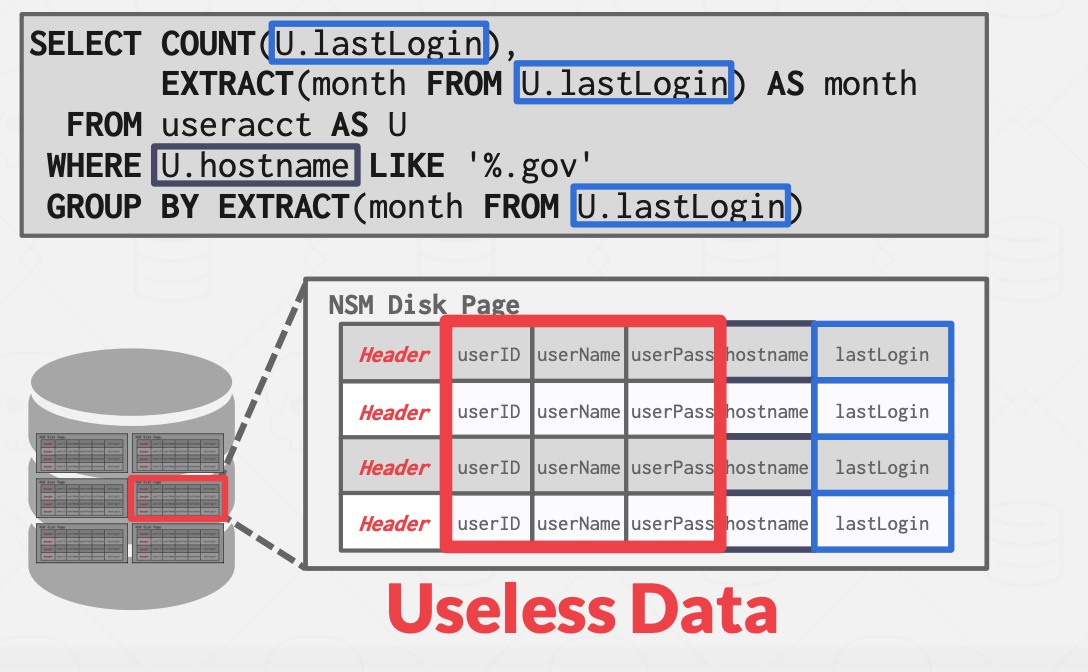 SELECT COUNT(U.lastLogin),
EXTRACT(month FROM U.lastLogin) AS month
FROM useracct AS U
WHERE U.hostname LIKE '%.gov'
GROUP BY EXTRACT(month FROM U.lastLogin)
NSM Disk Page
Header userID userName userPass hostname lastLogin
Header userID userName userPass hostname lastLogin
Header userID userName userPass hostname lastLogin
Header userID userName userPass hostname lastLogin
Useless Data